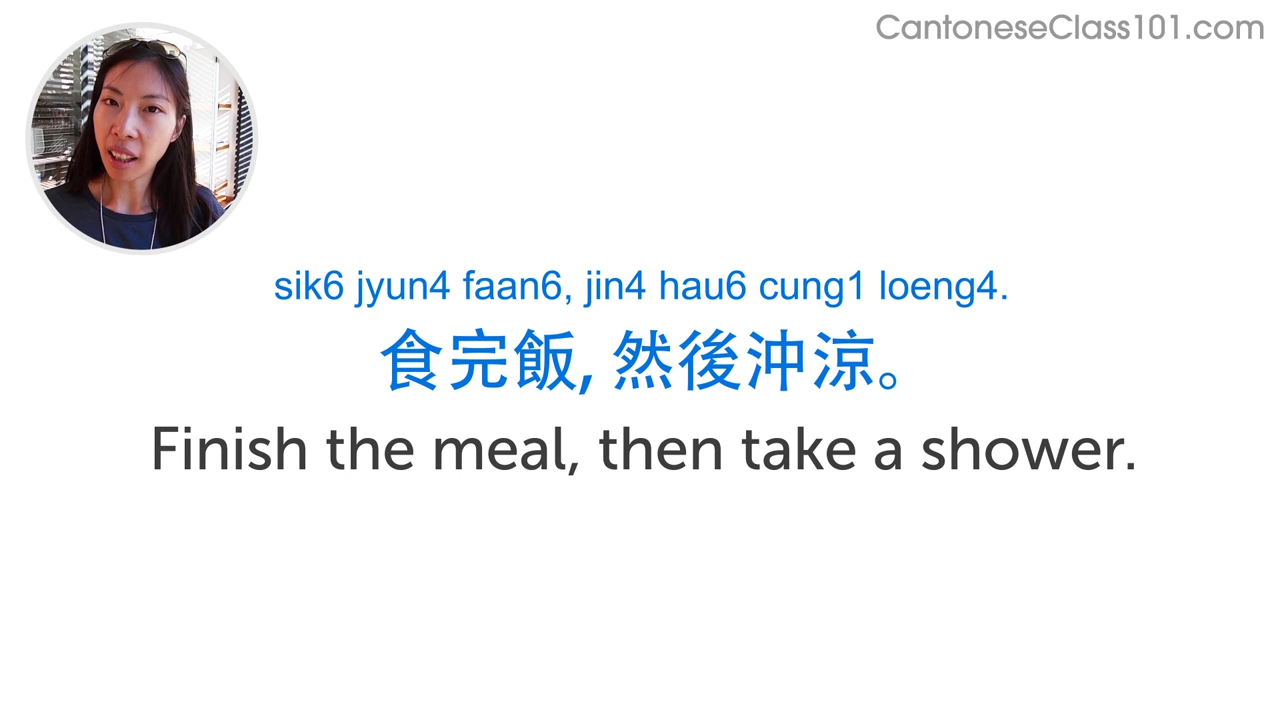 CantoneseClass101.com
sik6 jyun4 faan6, jin4 hau6 cung1 loeng4.
食完飯, 然後沖涼。
Finish the meal, then take a shower.